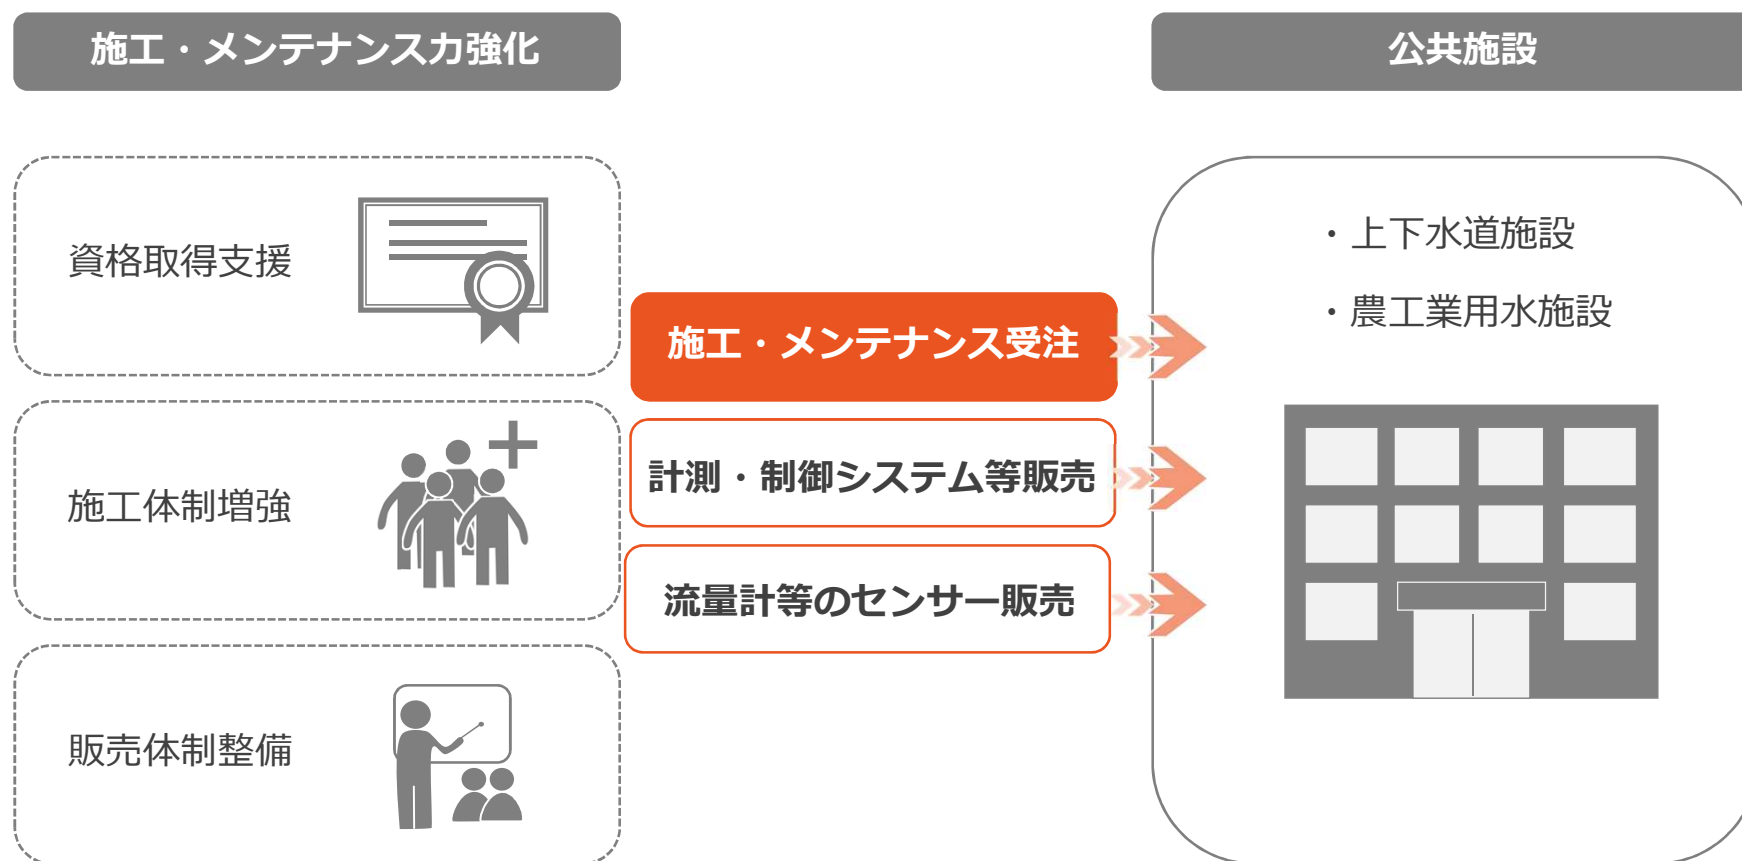 施工・メンテナンス力強化
公共施設
資格取得支援
施工体制増強
販売体制整備
施工・メンテナンス受注
計測・制御システム等販売
流量計等のセンサー販売
・上下水道施設
・農工業用水施設